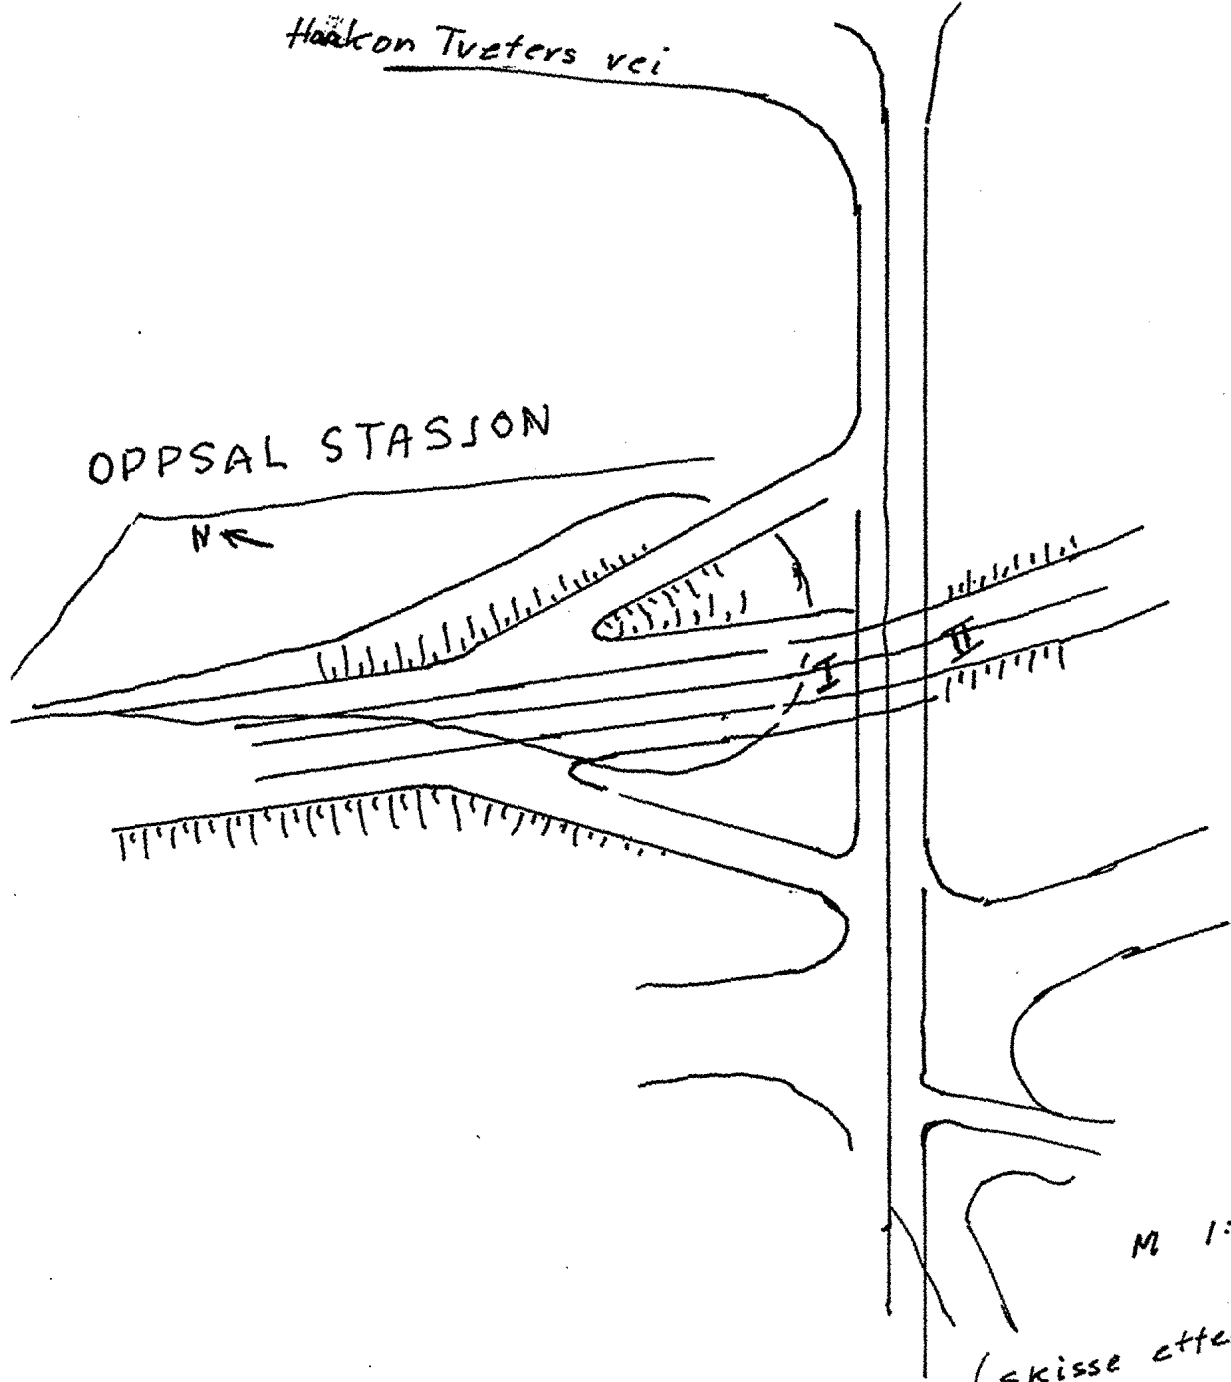 Haakon Tveters vei
OPPSAL STASJON
N
I
II
M 1:
(skisse ette